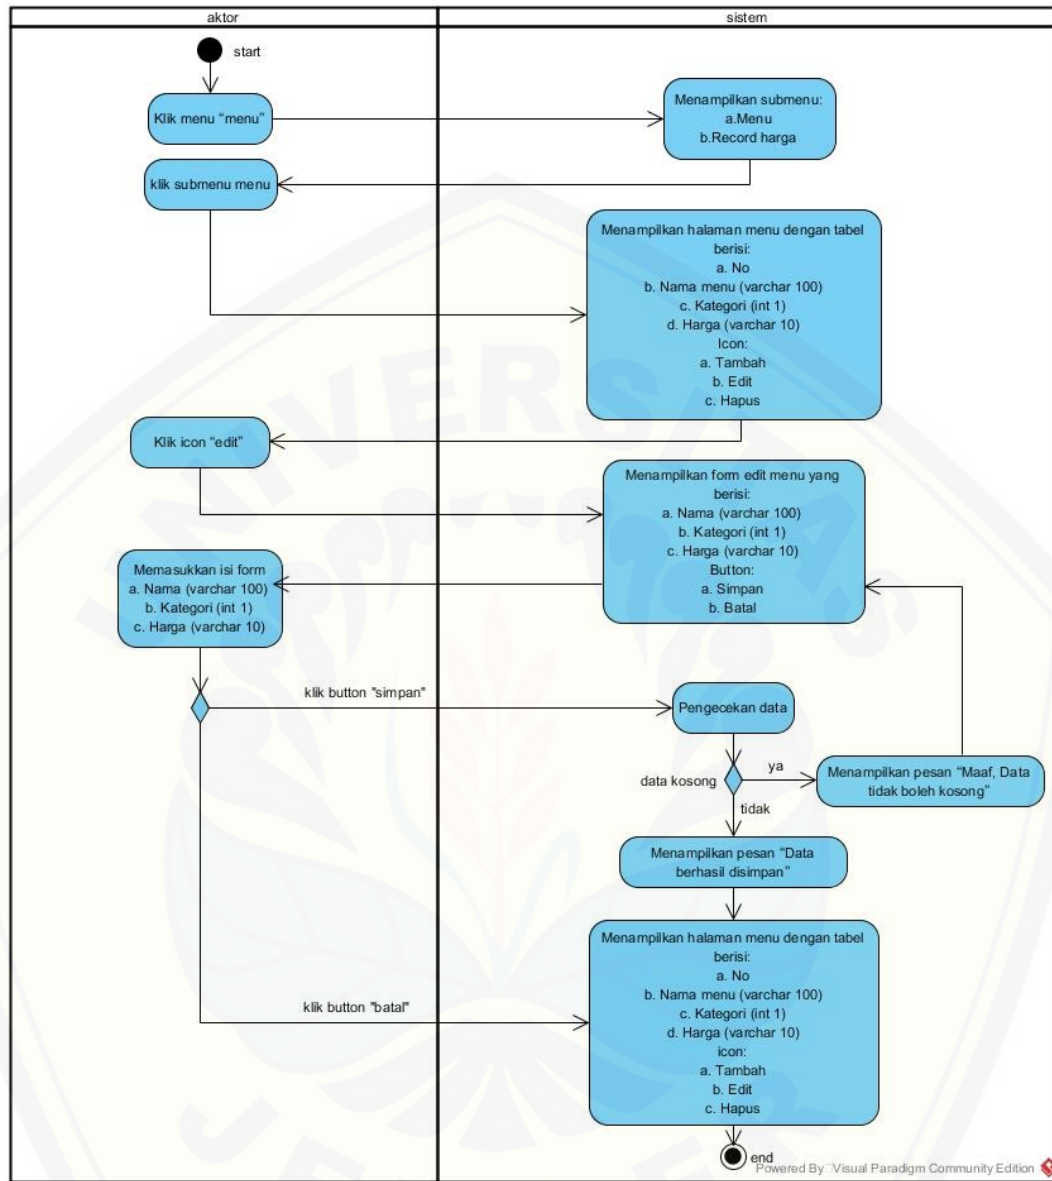 aktor
sistem
start
Klik menu “menu”
Menampilkan submenu:
a.Menu
b.Record harga
klik submenu menu
Menampilkan halaman menu dengan tabel
berisi:
a. No
b. Nama menu (varchar 100)
c. Kategori (int 1)
d. Harga (varchar 10)
Icon:
a. Tambah
b. Edit
c. Hapus
Klik icon “edit”
Menampilkan form edit menu yang
berisi:
a. Nama (varchar 100)
b. Kategori (int 1)
c. Harga (varchar 10)
Button:
a. Simpan
b. Batal
Memasukkan isi form
a. Nama (varchar 100)
b. Kategori (int 1)
c. Harga (varchar 10)
klik button "simpan"
Pengecekan data
data kosong
ya
Menampilkan pesan “Maaf, Data
tidak boleh kosong”
tidak
Menampilkan pesan “Data
berhasil disimpan”
Menampilkan halaman menu dengan tabel
berisi:
a. No
b. Nama menu (varchar 100)
c. Kategori (int 1)
d. Harga (varchar 10)
icon:
a. Tambah
b. Edit
c. Hapus
klik button "batal"
end
Powered By Visual Paradigm Community Edition
UNIVERSITAS